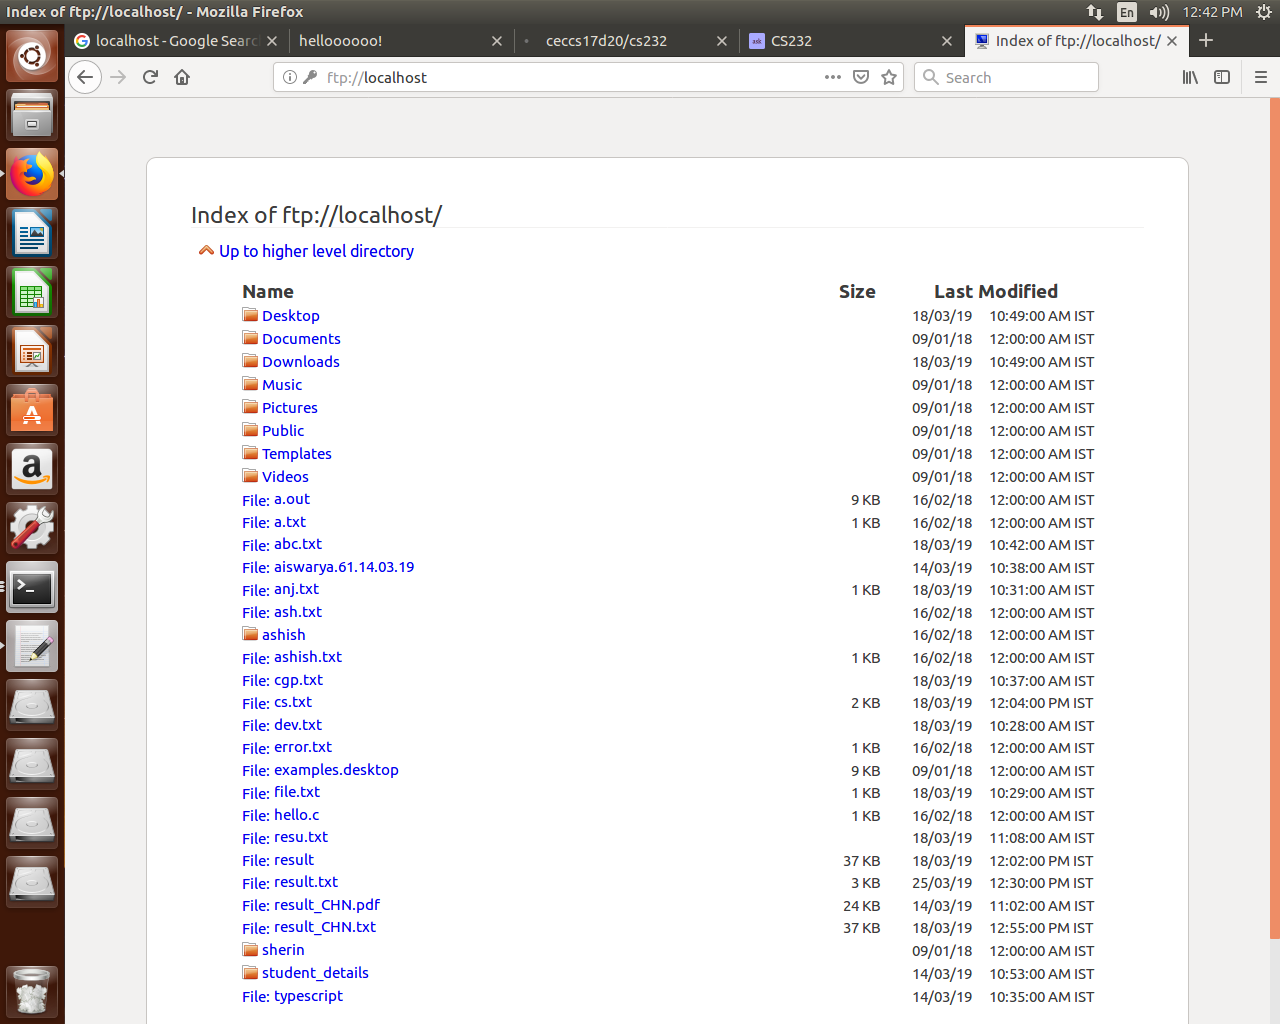 Index of ftp://localhost/ - Mozilla Firefox En 12:42 PM
localhost - Google Searc helloooooo! ceccs17d20/cs232 ask CS232 Index of ftp://localhost/
ftp://localhost Search
Index of ftp://localhost/
Up to higher level directory
Name Size Last Modified
Desktop 18/03/19 10:49:00 AM IST
Documents 09/01/18 12:00:00 AM IST
Downloads 18/03/19 10:49:00 AM IST
Music 09/01/18 12:00:00 AM IST
Pictures 09/01/18 12:00:00 AM IST
Public 09/01/18 12:00:00 AM IST
Templates 09/01/18 12:00:00 AM IST
Videos 09/01/18 12:00:00 AM IST
File: a.out 9 KB 16/02/18 12:00:00 AM IST
File: a.txt 1 KB 16/02/18 12:00:00 AM IST
File: abc.txt 18/03/19 10:42:00 AM IST
File: aiswarya.61.14.03.19 14/03/19 10:38:00 AM IST
File: anj.txt 1 KB 18/03/19 10:31:00 AM IST
File: ash.txt 16/02/18 12:00:00 AM IST
ashish 16/02/18 12:00:00 AM IST
File: ashish.txt 1 KB 16/02/18 12:00:00 AM IST
File: cgp.txt 18/03/19 10:37:00 AM IST
File: cs.txt 2 KB 18/03/19 12:04:00 PM IST
File: dev.txt 18/03/19 10:28:00 AM IST
File: error.txt 1 KB 16/02/18 12:00:00 AM IST
File: examples.desktop 9 KB 09/01/18 12:00:00 AM IST
File: file.txt 1 KB 18/03/19 10:29:00 AM IST
File: hello.c 1 KB 16/02/18 12:00:00 AM IST
File: resu.txt 18/03/19 11:08:00 AM IST
File: result 37 KB 18/03/19 12:02:00 PM IST
File: result.txt 3 KB 25/03/19 12:30:00 PM IST
File: result_CHN.pdf 24 KB 14/03/19 11:02:00 AM IST
File: result_CHN.txt 37 KB 18/03/19 12:55:00 PM IST
sherin 09/01/18 12:00:00 AM IST
student_details 14/03/19 10:53:00 AM IST
File: typescript 14/03/19 10:35:00 AM IST